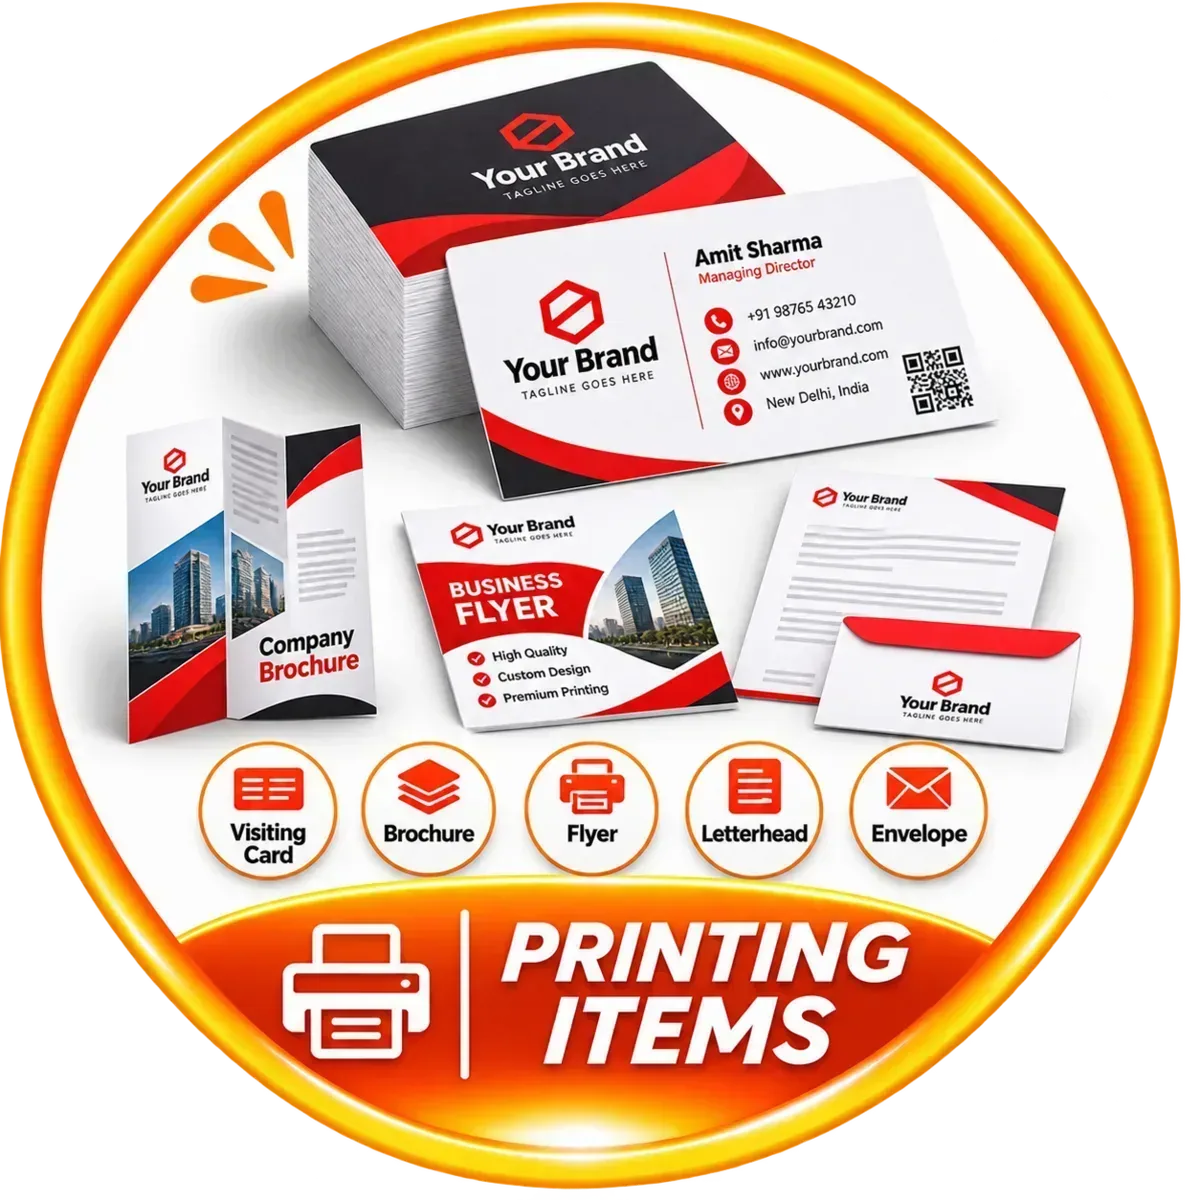 Your Brand
TAGLINE GOES HERE
Amit Sharma
Managing Director
+91 98765 43210
info@yourbrand.com
www.yourbrand.com
New Delhi, India
Your Brand
TAGLINE GOES HERE
Your Brand
TAGLINE GOES HERE
Company
Brochure
Your Brand
TAGLINE GOES HERE
BUSINESS
FLYER
High Quality
Custom Design
Premium Printing
Your Brand
TAGLINE GOES HERE
Your Brand
TAGLINE GOES HERE
Visiting
Card
Brochure
Flyer
Letterhead
Envelope
PRINTING
ITEMS